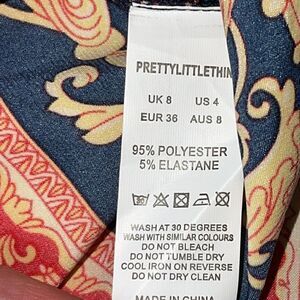 PRETTYLITTLETHIN
UK 8 US 4
EUR 36 AUS 8
95% POLYESTER
5% ELASTANE
WASH AT 30 DEGREES
WASH WITH SIMILAR COLOURS
DO NOT BLEACH
DO NOT TUMBLE DRY
COOL IRON ON REVERSE
DO NOT DRY CLEAN
MADE IN CHINA